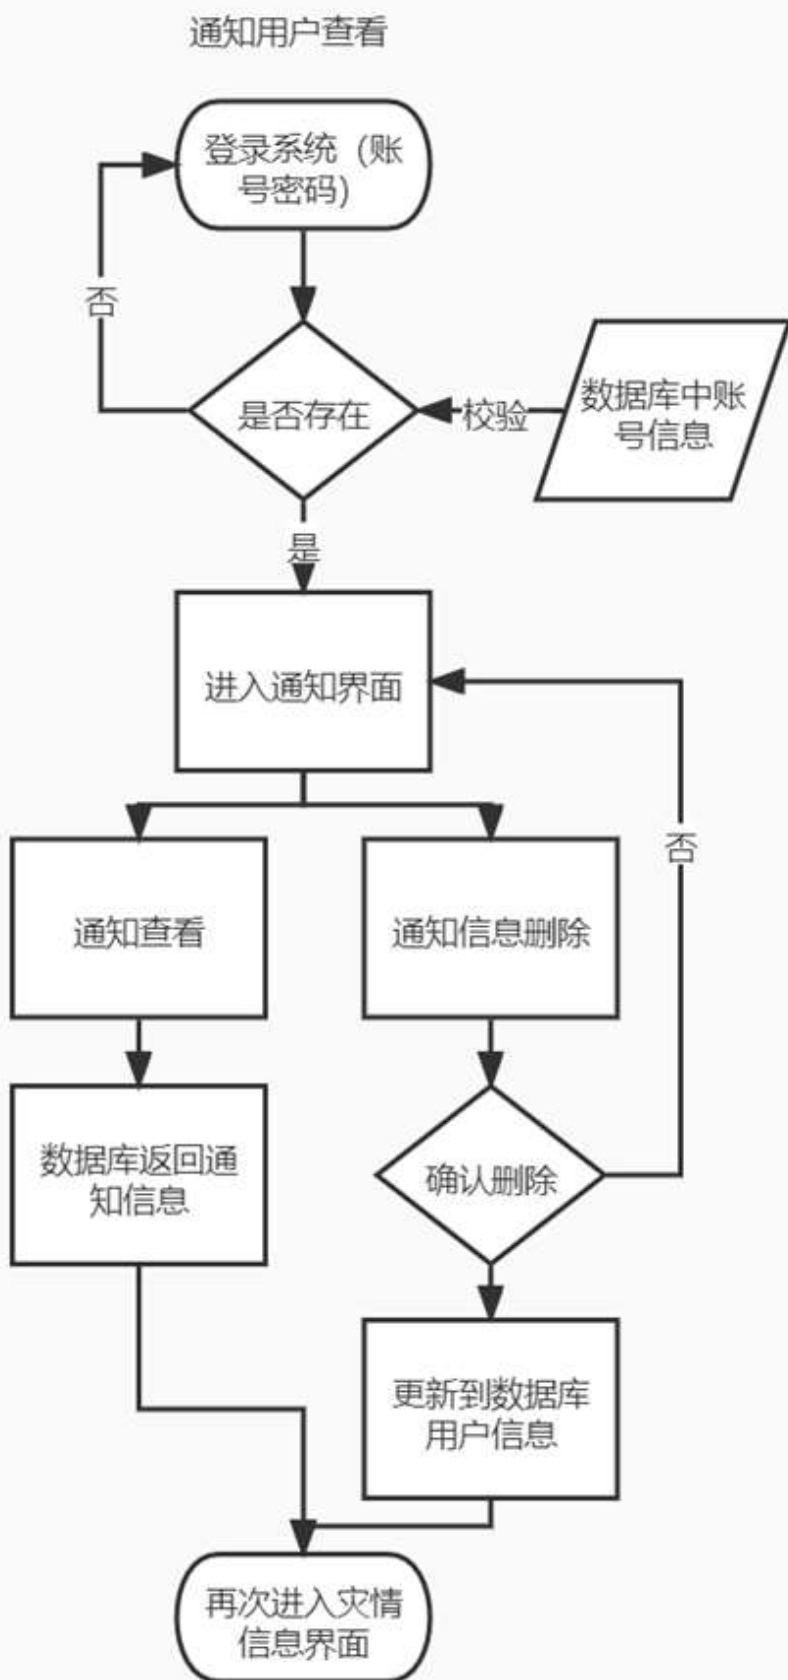 通知用户查看
登录系统（账
号密码）
否
是否存在
校验
数据库中账
号信息
是
进入通知界面
否
通知查看
通知信息删除
数据库返回通
知信息
确认删除
更新到数据库
用户信息
再次进入灾情
信息界面